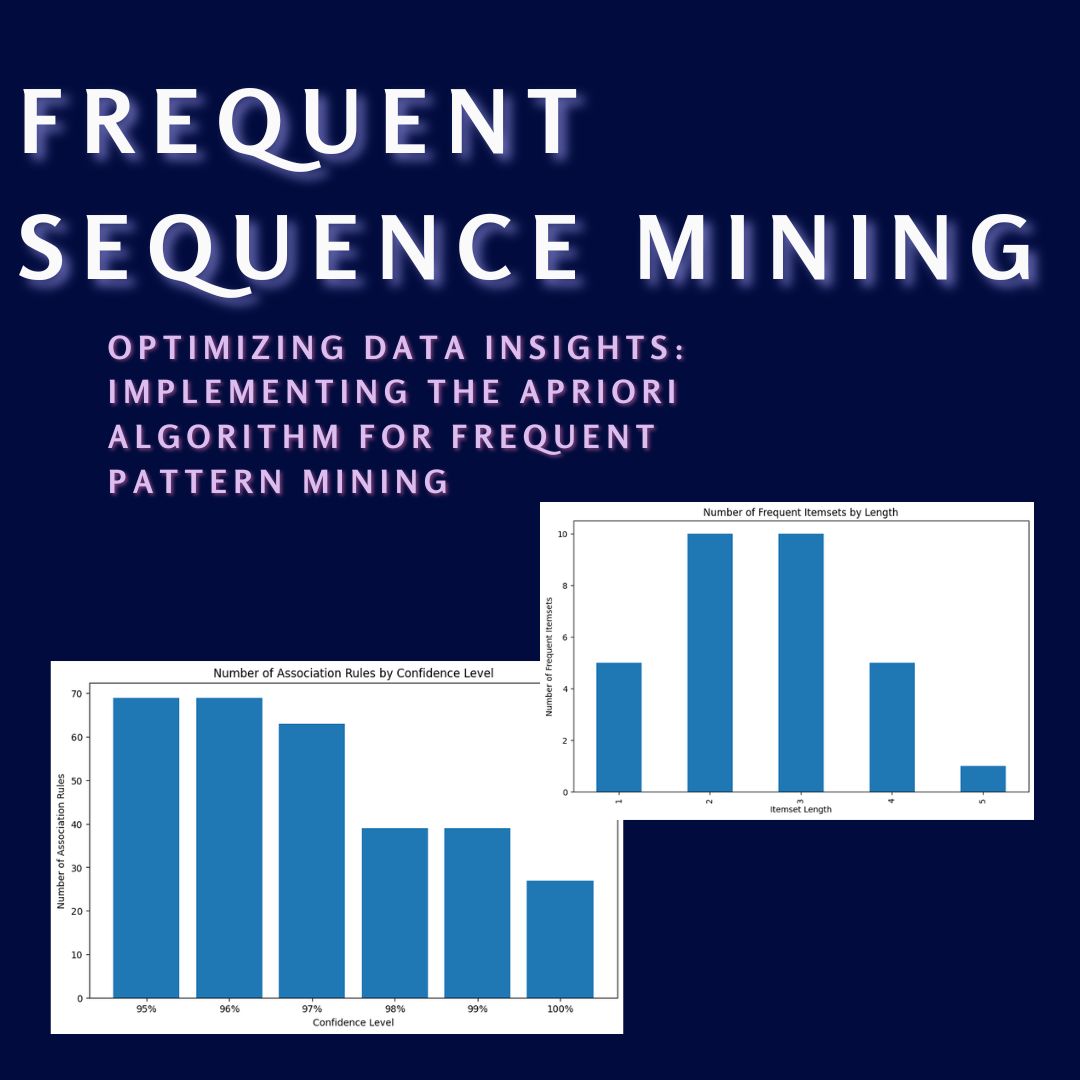 FREQUENT
SEQUENCE MINING
OPTIMIZING DATA INSIGHTS:
IMPLEMENTING THE APRIORI
ALGORITHM FOR FREQUENT
PATTERN MINING
Number of Frequent Itemsets by Length
Number of Frequent Itemsets
10
8
6
4
2
0
1 2 3 4 5
Itemset Length
Number of Association Rules by Confidence Level
Number of Association Rules
70
60
50
40
30
20
10
0
95% 96% 97% 98% 99% 100%
Confidence Level